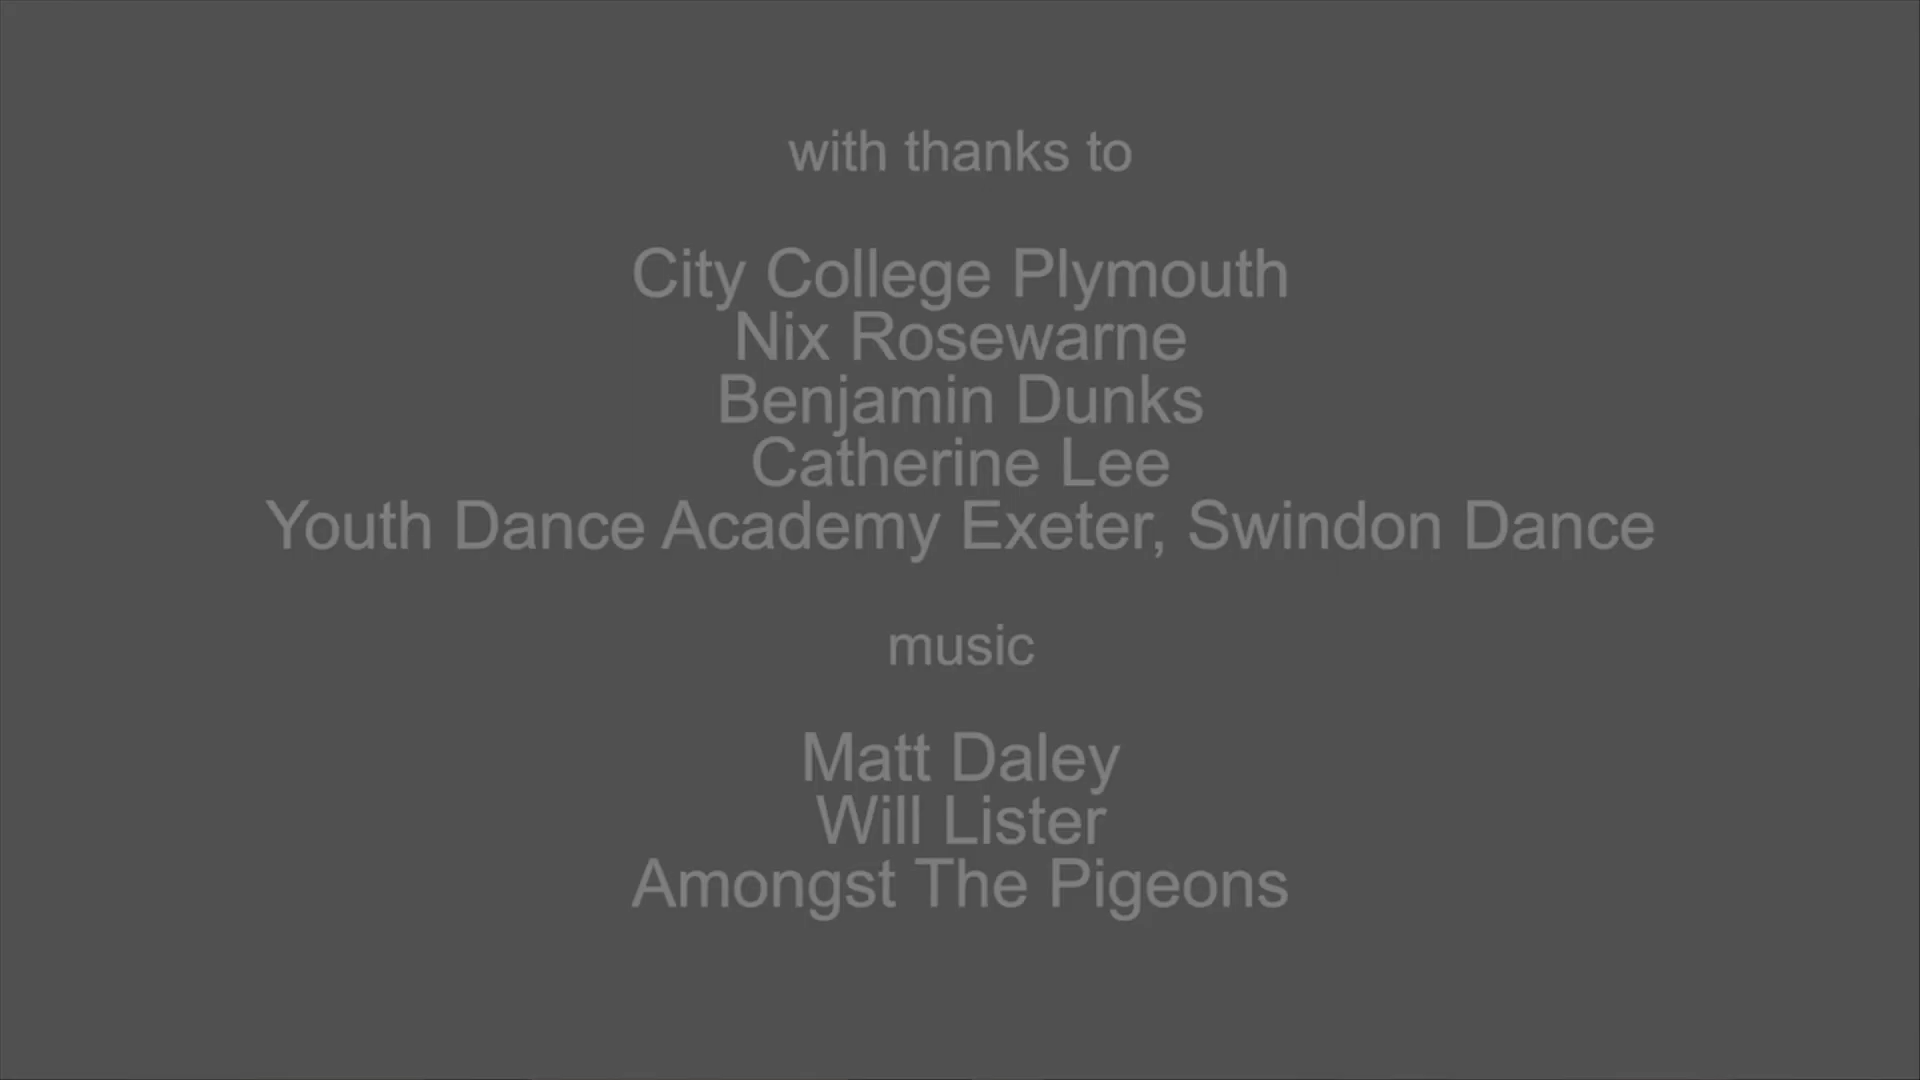 with thanks to
City College Plymouth
Nix Rosewarne
Benjamin Dunks
Catherine Lee
Youth Dance Academy Exeter, Swindon Dance
music
Matt Daley
Will Lister
Amongst The Pigeons